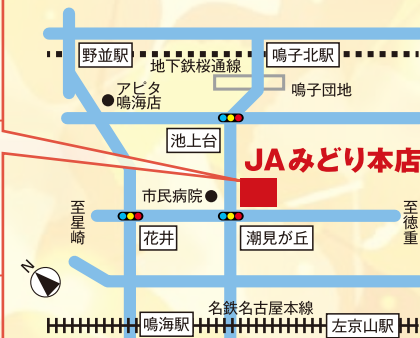 野並駅
鳴子北駅
地下鉄桜通線
アピタ
鳴海店
鳴子団地
池上台
JAみどり本店
市民病院
至星崎
至徳重
花井
潮見が丘
N
名鉄名古屋本線
鳴海駅
左京山駅